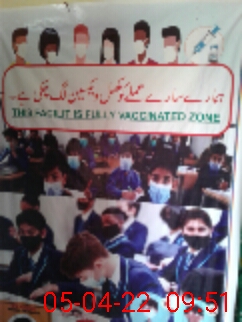 ہمارے سارے عملے کو مکمل ویکسین لگ چکی ہے۔
THIS FACILIT IS FULLY VACCINATED ZONE
05-04-22 09:51